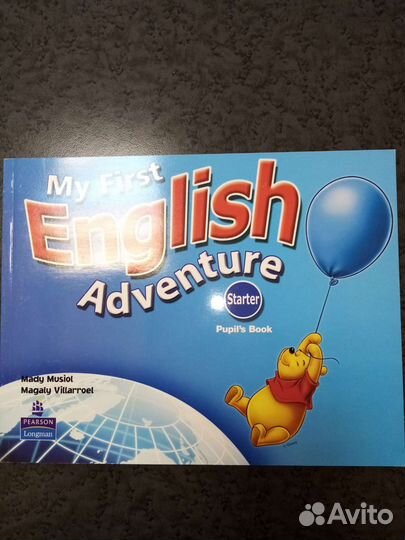 My First
English
Adventure
Starter
Pupil's Book
Mady Musiol
Magaly Villarroel
PEARSON
Longman
Avito